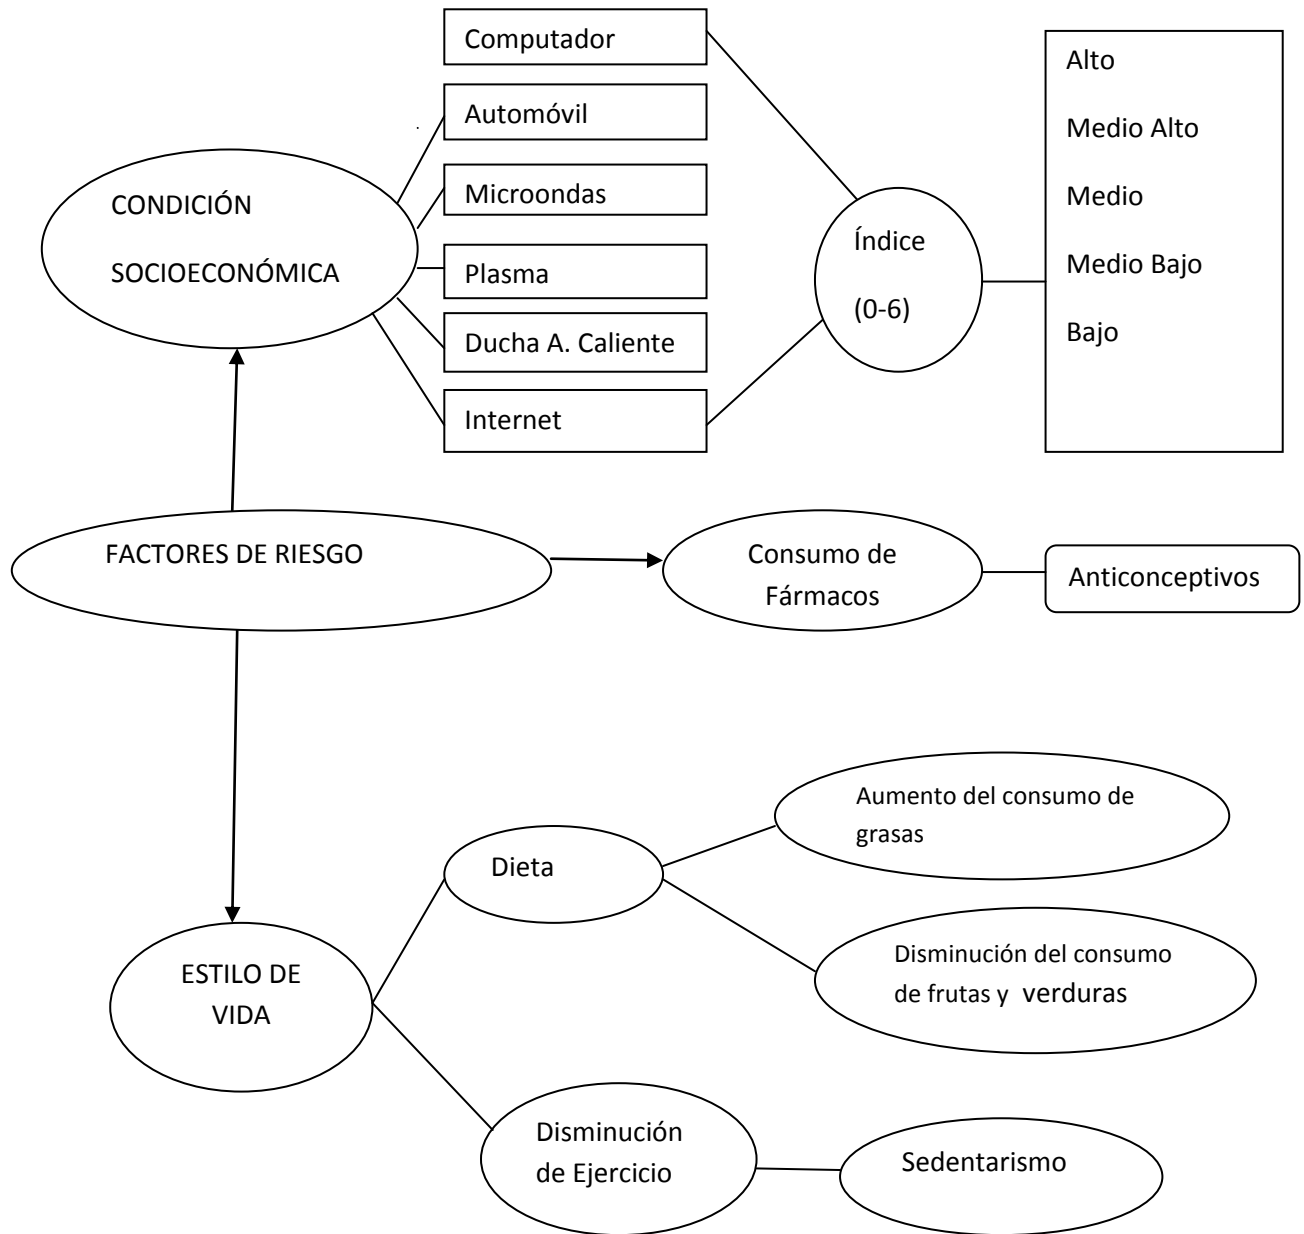 Computador
Automóvil
Microondas
Plasma
Ducha A. Caliente
Internet
CONDICIÓN
SOCIOECONÓMICA
Índice
(0-6)
Alto
Medio Alto
Medio
Medio Bajo
Bajo
FACTORES DE RIESGO
Consumo de
Fármacos
Anticonceptivos
Aumento del consumo de
grasas
Dieta
Disminución del consumo
de frutas y verduras
ESTILO DE
VIDA
Disminución
de Ejercicio
Sedentarismo